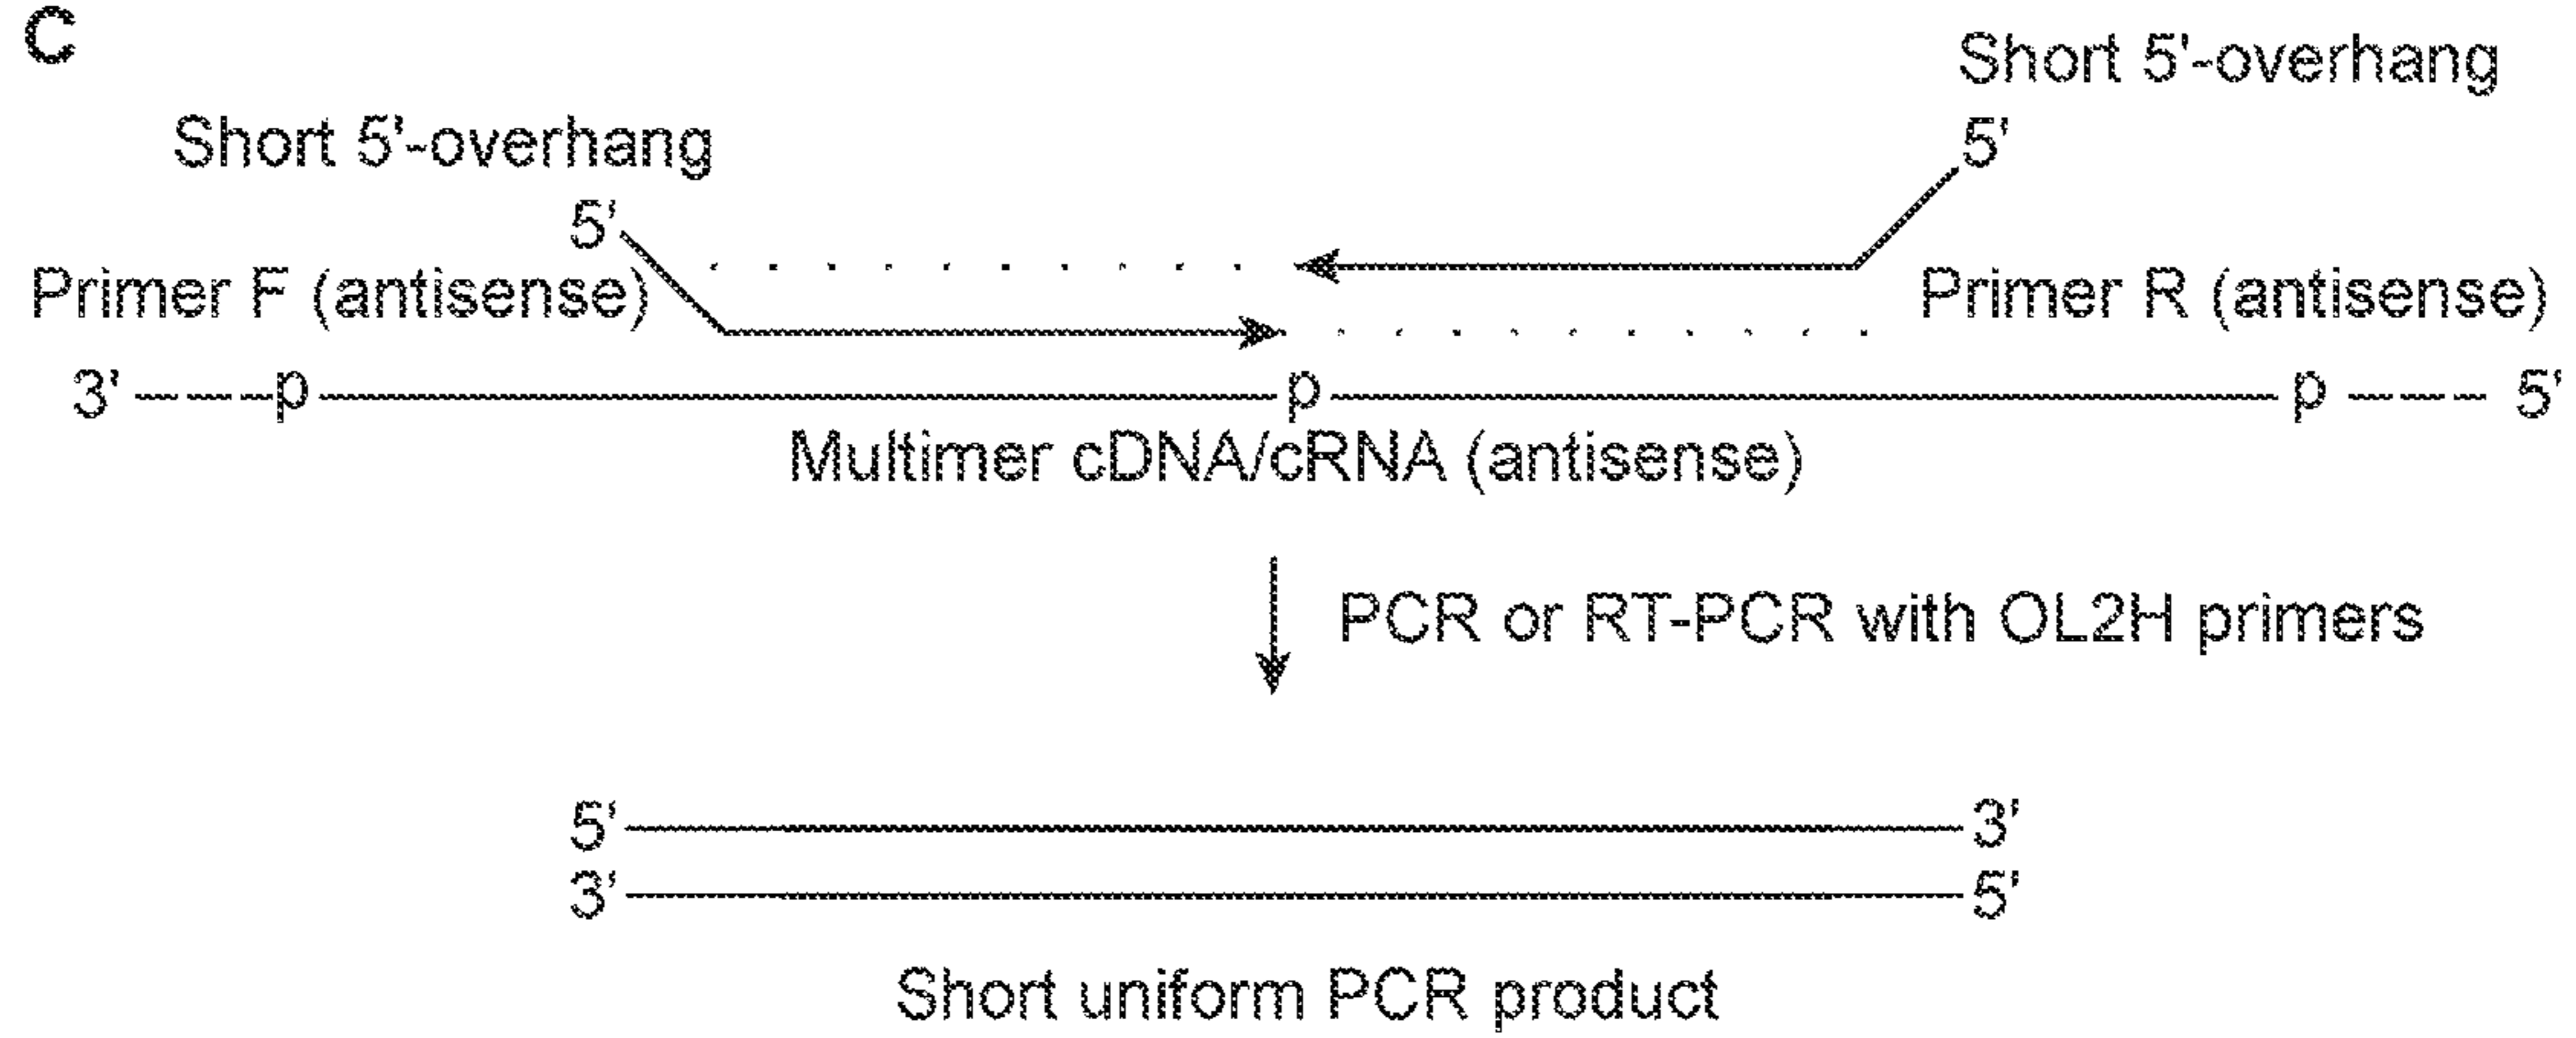 C
Short 5'-overhang
5'
Short 5'-overhang
5'
Primer F (antisense)
Primer R (antisense)
3' p p p 5'
Multimer cDNA/cRNA (antisense)
PCR or RT-PCR with OL2H primers
5' 3'
3' 5'
Short uniform PCR product